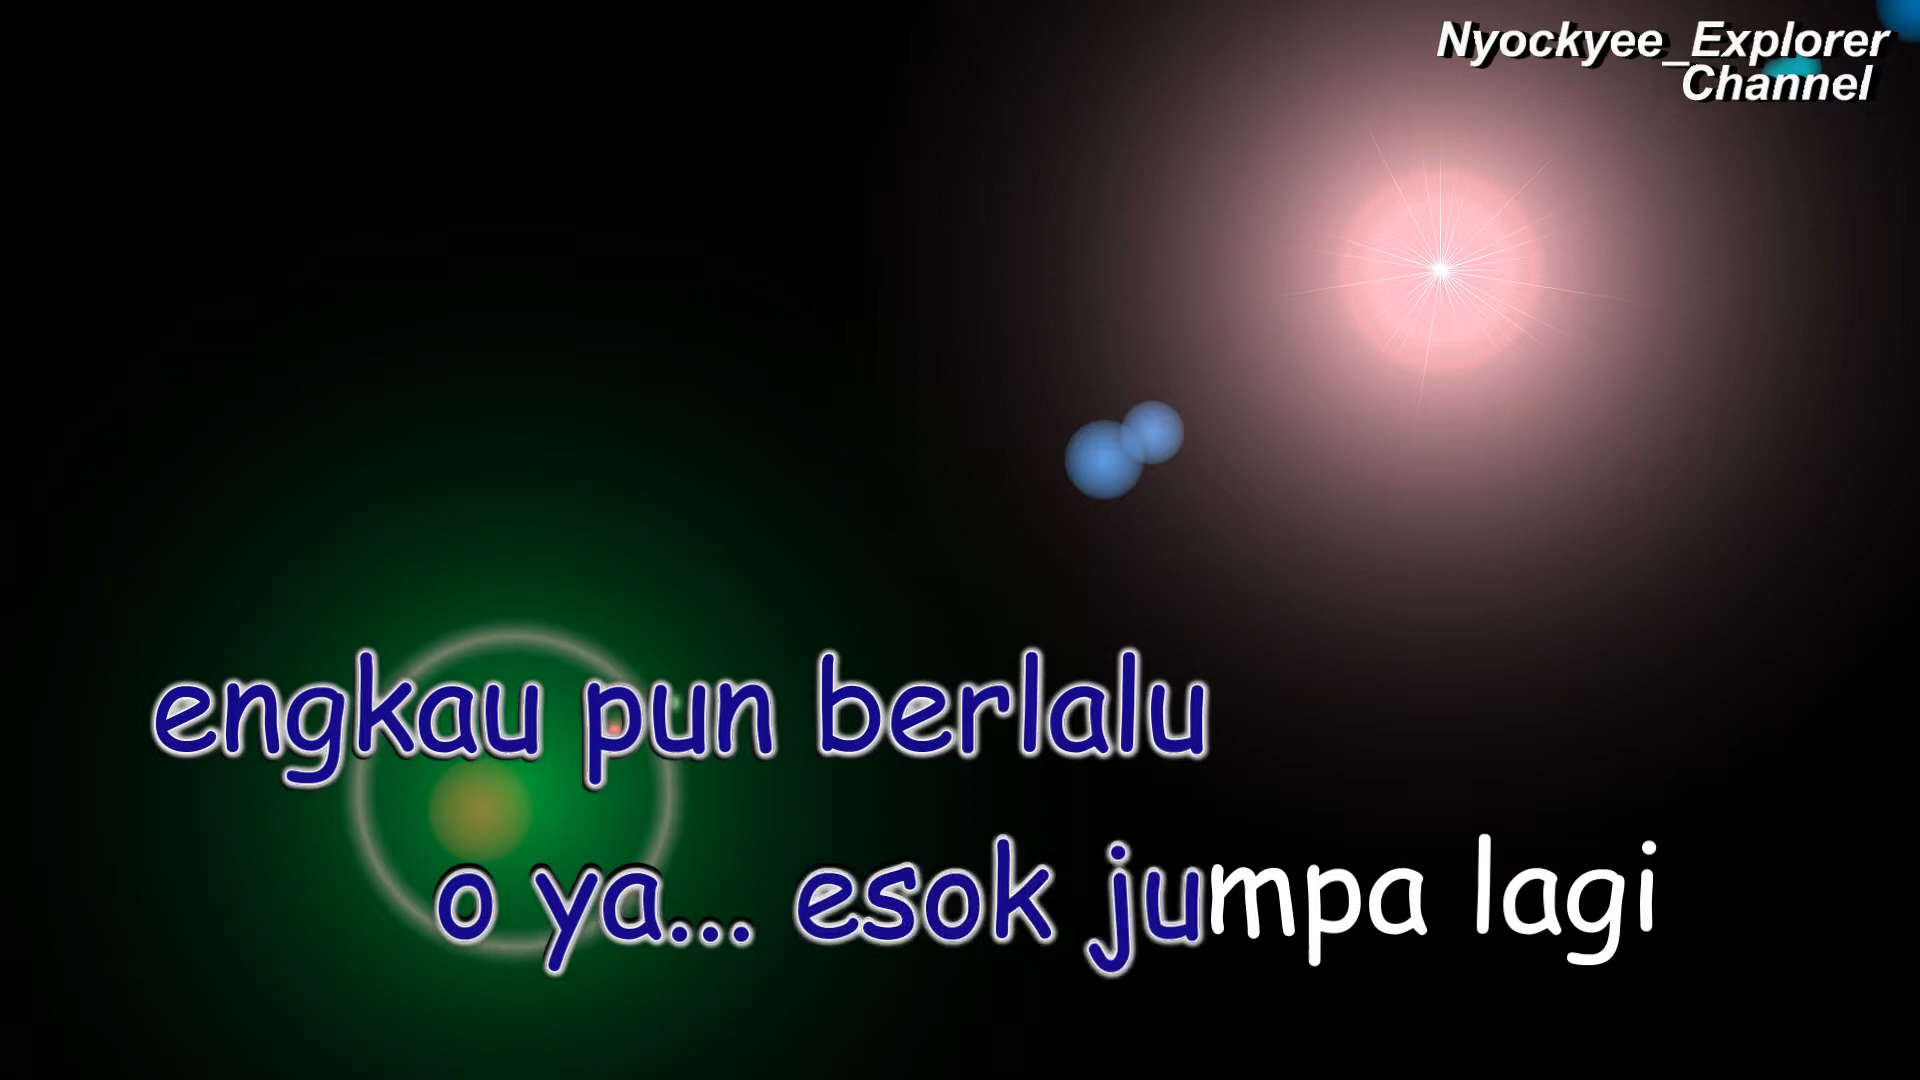 Nyockyee_Explorer
Channel
engkau pun berlalu
o ya... esok jumpa lagi